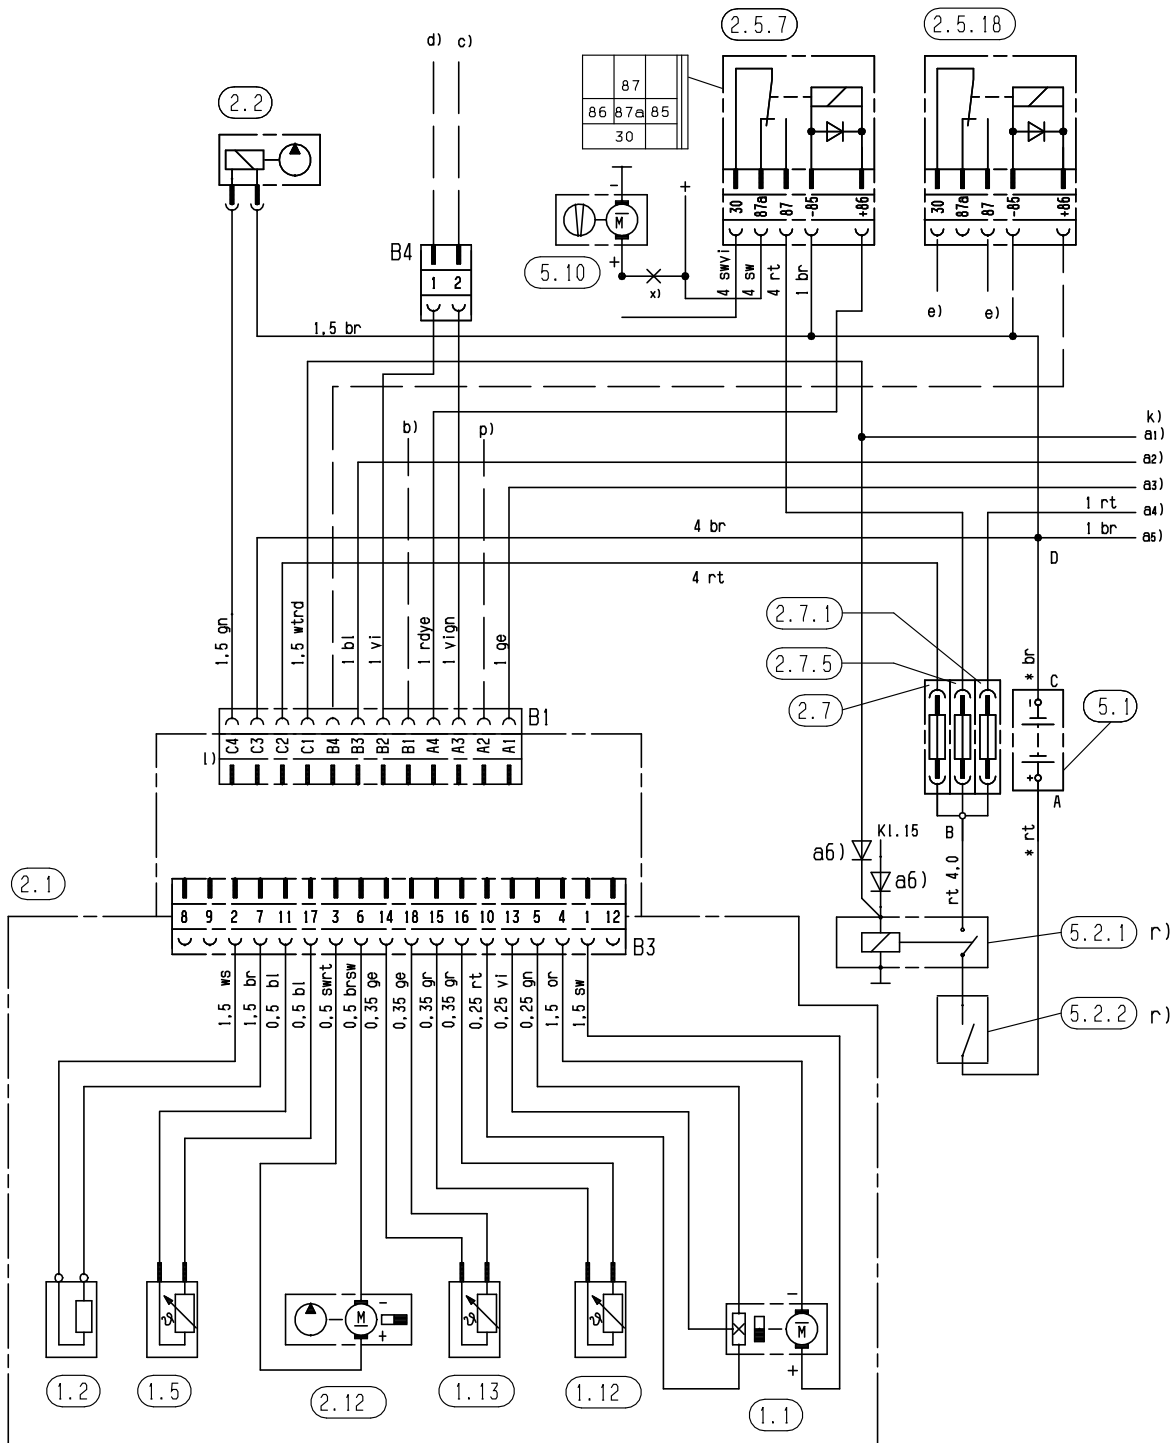 2.5.7
2.5.18
d)
c)
2.2
87
86 87a 85
30
30 87a 87 -85 +86
30 87a 87 -85 +86
-
M
+
+
x)
5.10
B4
1 2
4 swvi
4 sw
4 rt
1 br
e)
e)
1,5 br
b)
p)
k)
a1)
a2)
a3)
1 rt
a4)
4 br
1 br
a5)
D
4 rt
1,5 gn
1,5 wtrd
1 bl
1 vi
1 rdye
1 vign
1 ge
2.7.1
2.7.5
2.7
* br
C
5.1
-
+
A
* rt
B1
l)
C4 C3 C2 C1 B4 B3 B2 B1 A4 A3 A2 A1
Kl.15
B
аб)
аб)
rt 4,0
2.1
8 9 2 7 11 17 3 6 14 18 15 16 10 13 5 4 1 12
B3
5.2.1 r)
5.2.2 r)
1,5 ws
1,5 br
0,5 bl
0,5 bl
0,5 swrt
0,5 brsw
0,35 ge
0,35 ge
0,35 gr
0,35 gr
0,25 rt
0,25 vi
0,25 gn
1,5 or
1,5 sw
ϑ
-
M
+
ϑ
ϑ
-
M
+
1.2
1.5
2.12
1.13
1.12
1.1